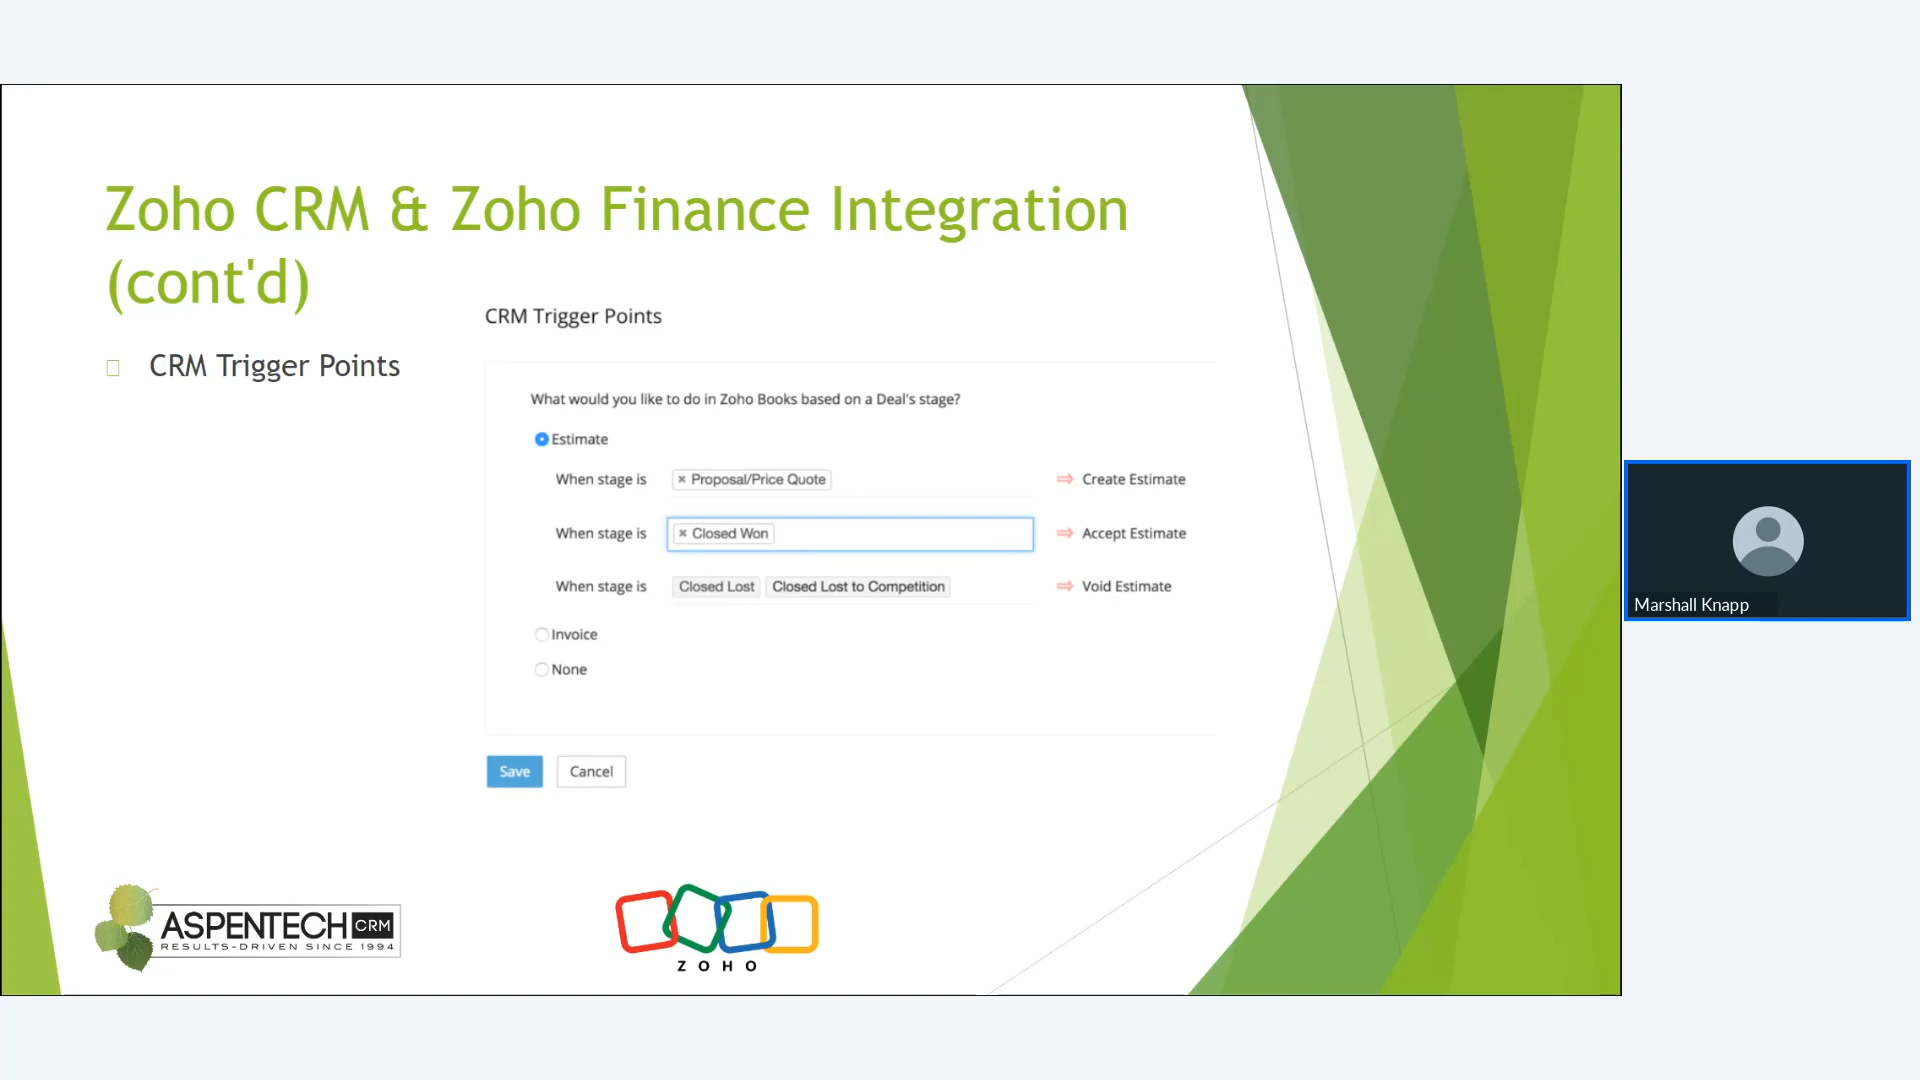 Zoho CRM & Zoho Finance Integration
(cont'd)
CRM Trigger Points
CRM Trigger Points
What would you like to do in Zoho Books based on a Deal's stage?
Estimate
When stage is × Proposal/Price Quote ⇒ Create Estimate
When stage is × Closed Won ⇒ Accept Estimate
When stage is Closed Lost Closed Lost to Competition ⇒ Void Estimate
Invoice
None
Save Cancel
Marshall Knapp
ASPENTECH CRM
RESULTS-DRIVEN SINCE 1994
ZOHO